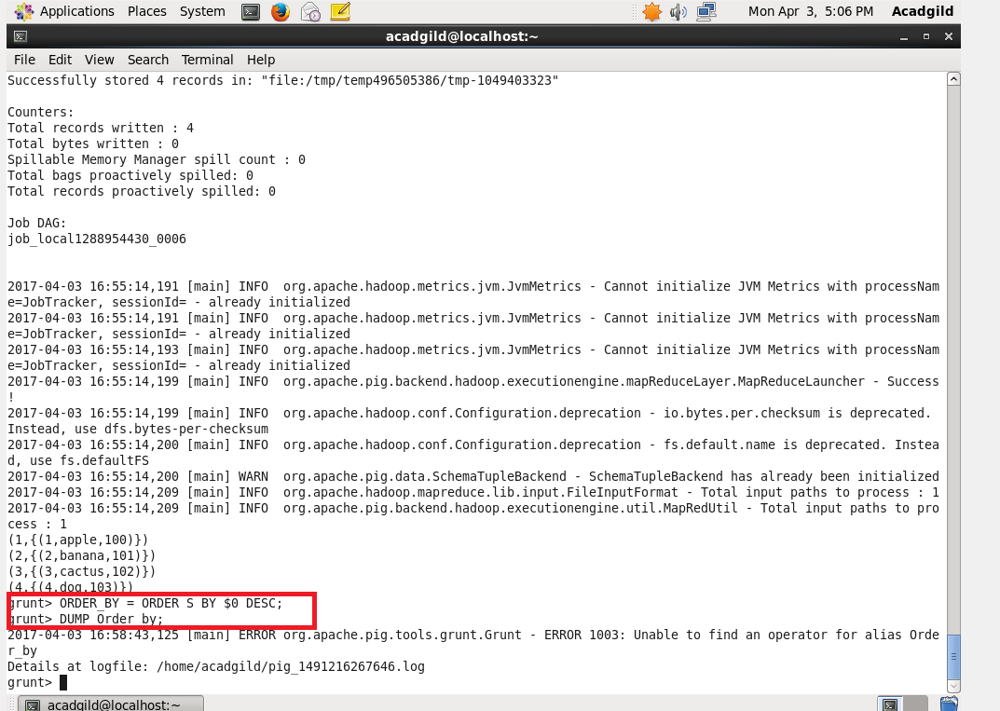 Applications Places System Mon Apr 3, 5:06 PM Acadgild
acadgild@localhost:~
File Edit View Search Terminal Help
Successfully stored 4 records in: "file:/tmp/temp496505386/tmp-1049403323"
Counters:
Total records written : 4
Total bytes written : 0
Spillable Memory Manager spill count : 0
Total bags proactively spilled: 0
Total records proactively spilled: 0
Job DAG:
job_local1288954430_0006
2017-04-03 16:55:14,191 [main] INFO  org.apache.hadoop.metrics.jvm.JvmMetrics - Cannot initialize JVM Metrics with processNam
e=JobTracker, sessionId= - already initialized
2017-04-03 16:55:14,191 [main] INFO  org.apache.hadoop.metrics.jvm.JvmMetrics - Cannot initialize JVM Metrics with processNam
e=JobTracker, sessionId= - already initialized
2017-04-03 16:55:14,193 [main] INFO  org.apache.hadoop.metrics.jvm.JvmMetrics - Cannot initialize JVM Metrics with processNam
e=JobTracker, sessionId= - already initialized
2017-04-03 16:55:14,199 [main] INFO  org.apache.pig.backend.hadoop.executionengine.mapReduceLayer.MapReduceLauncher - Success
!
2017-04-03 16:55:14,199 [main] INFO  org.apache.hadoop.conf.Configuration.deprecation - io.bytes.per.checksum is deprecated.
Instead, use dfs.bytes-per-checksum
2017-04-03 16:55:14,200 [main] INFO  org.apache.hadoop.conf.Configuration.deprecation - fs.default.name is deprecated. Instea
d, use fs.defaultFS
2017-04-03 16:55:14,200 [main] WARN  org.apache.pig.data.SchemaTupleBackend - SchemaTupleBackend has already been initialized
2017-04-03 16:55:14,209 [main] INFO  org.apache.hadoop.mapreduce.lib.input.FileInputFormat - Total input paths to process : 1
2017-04-03 16:55:14,209 [main] INFO  org.apache.pig.backend.hadoop.executionengine.util.MapRedUtil - Total input paths to pro
cess : 1
(1,{(1,apple,100)})
(2,{(2,banana,101)})
(3,{(3,cactus,102)})
(4,{(4,dog,103)})
grunt> ORDER_BY = ORDER S BY $0 DESC;
grunt> DUMP Order_by;
2017-04-03 16:58:43,125 [main] ERROR org.apache.pig.tools.grunt.Grunt - ERROR 1003: Unable to find an operator for alias Orde
r_by
Details at logfile: /home/acadgild/pig_1491216267646.log
grunt>
acadgild@localhost:~